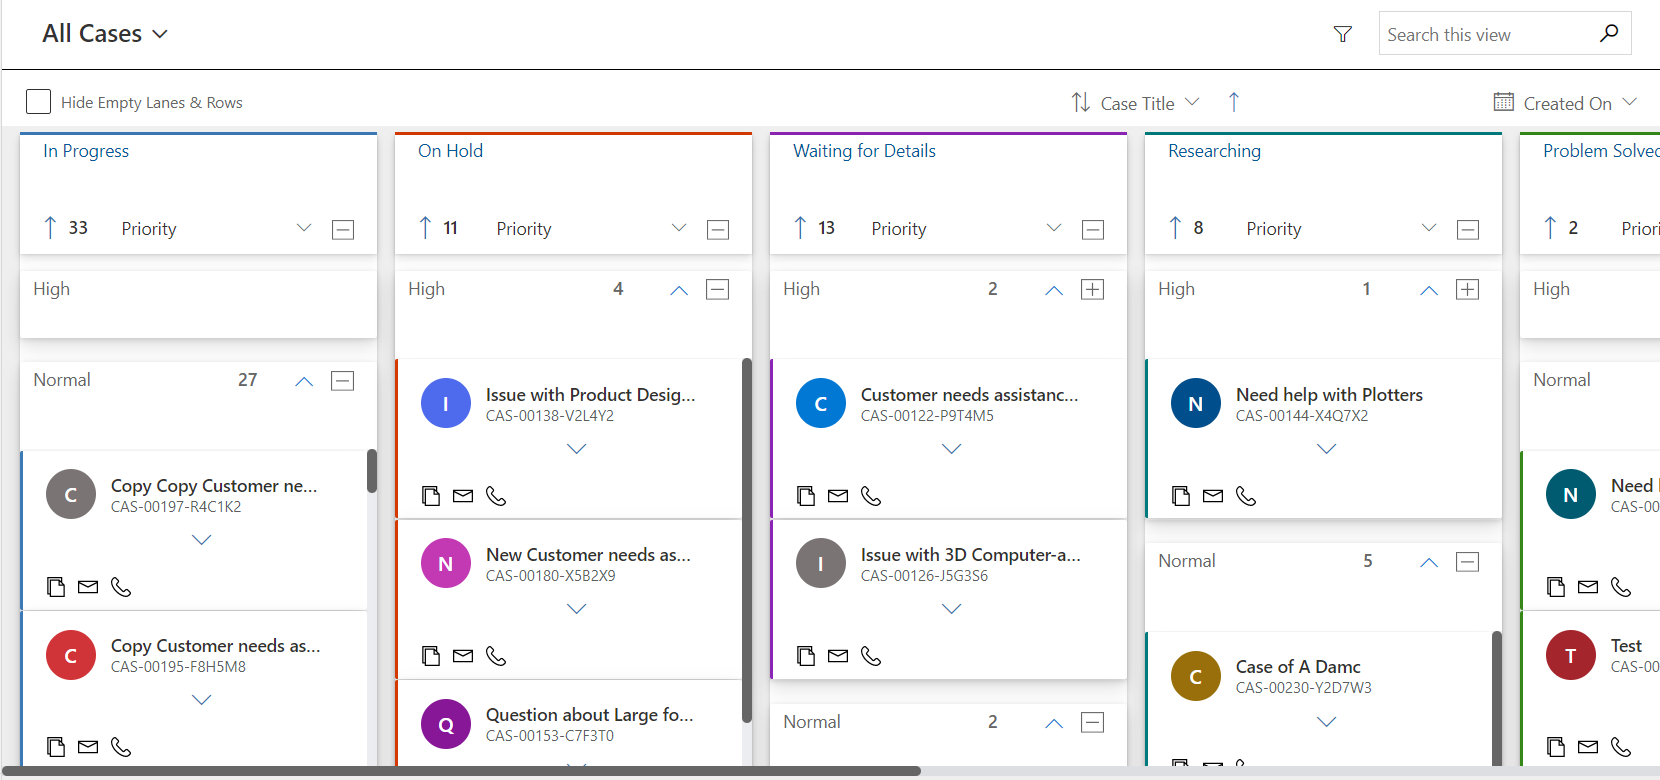 All Cases
Search this view
Hide Empty Lanes & Rows
Case Title
Created On
In Progress
33 Priority
High
Normal 27
C
Copy Copy Customer ne...
CAS-00197-R4C1K2
C
Copy Customer needs as...
CAS-00195-F8H5M8
On Hold
11 Priority
High 4
I
Issue with Product Desig...
CAS-00138-V2L4Y2
N
New Customer needs as...
CAS-00180-X5B2X9
Q
Question about Large fo...
CAS-00153-C7F3T0
Waiting for Details
13 Priority
High 2
C
Customer needs assistanc...
CAS-00122-P9T4M5
I
Issue with 3D Computer-a...
CAS-00126-J5G3S6
Normal 2
Researching
8 Priority
High 1
N
Need help with Plotters
CAS-00144-X4Q7X2
Normal 5
C
Case of A Damc
CAS-00230-Y2D7W3
Problem Solved
2 Priori
High
Normal
N
Need
CAS-00
T
Test
CAS-00